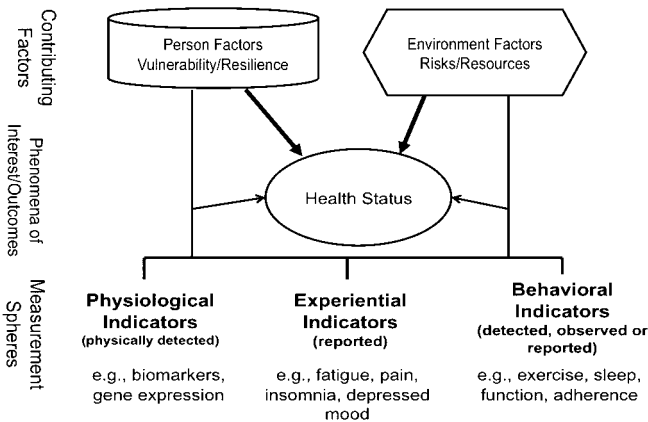 Contributing
Factors
Person Factors
Vulnerability/Resilience
Environment Factors
Risks/Resources
Phenomena of
Interest/Outcomes
Health Status
Measurement
Spheres
Physiological
Indicators
(physically detected)
e.g., biomarkers,
gene expression
Experiential
Indicators
(reported)
e.g., fatigue, pain,
insomnia, depressed
mood
Behavioral
Indicators
(detected, observed or
reported)
e.g., exercise, sleep,
function, adherence